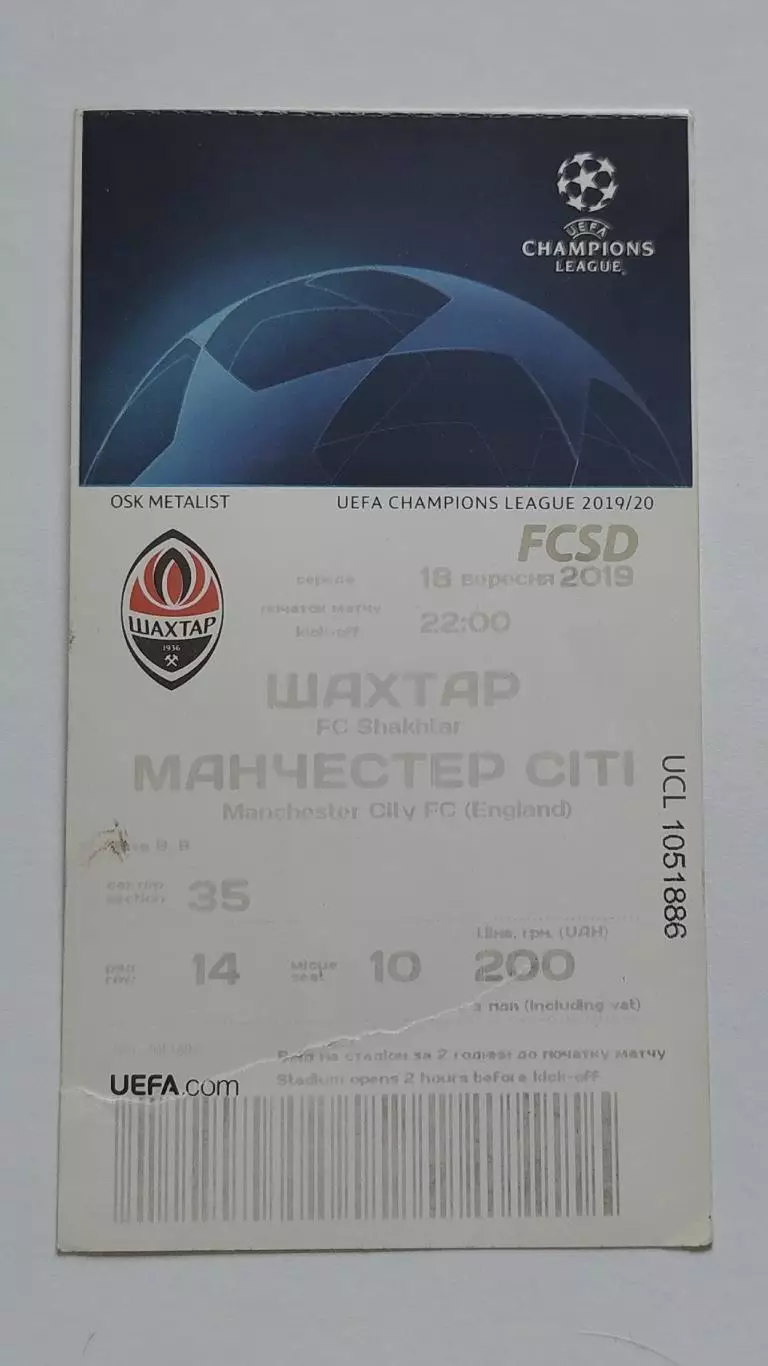 UEFA
CHAMPIONS
LEAGUE
OSK METALIST UEFA CHAMPIONS LEAGUE 2019/20
FCSD
середа 18 вересня 2019
початок матчу
kick-off 22:00
ШАХТАР
1936
ШАХТАР
FC Shakhtar
МАНЧЕСТЕР СІТІ
Manchester City FC (England)
UCL 1051886
сектор
section 35
Ціна, грн. (UAH)
ряд
row 14 місце
seat 10 200
з пдв (including vat)
Вхід на стадіон за 2 години до початку матчу
Stadium opens 2 hours before kick-off
UEFA.com